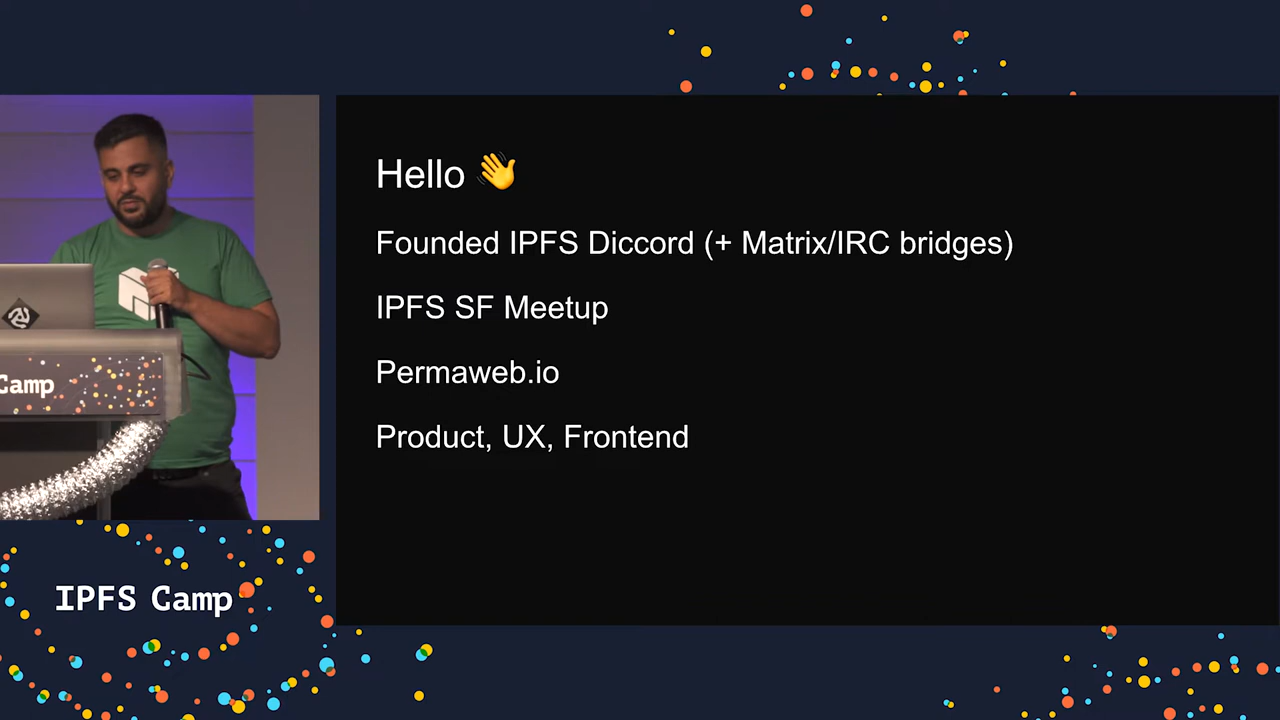 Hello 👋
Founded IPFS Diccord (+ Matrix/IRC bridges)
IPFS SF Meetup
Permaweb.io
Product, UX, Frontend
Camp
IPFS Camp